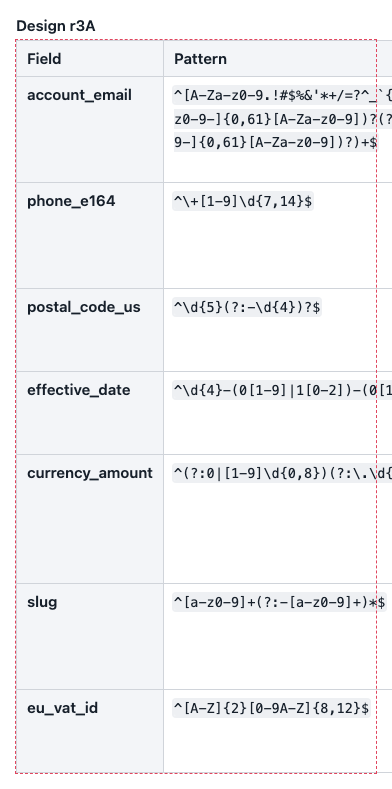 Design r3A
Field Pattern
account_email ^[A-Za-z0-9.!#$%&'*+/=?^_`{
z0-9-]{0,61}[A-Za-z0-9])?(?
9-]{0,61}[A-Za-z0-9])?)+$
phone_e164 ^\+[1-9]\d{7,14}$
postal_code_us ^\d{5}(?:-\d{4})?$
effective_date ^\d{4}-(0[1-9]|1[0-2])-(0[1
currency_amount ^(?:0|[1-9]\d{0,8})(?:\.\d{
slug ^[a-z0-9]+(?:-[a-z0-9]+)*$
eu_vat_id ^[A-Z]{2}[0-9A-Z]{8,12}$